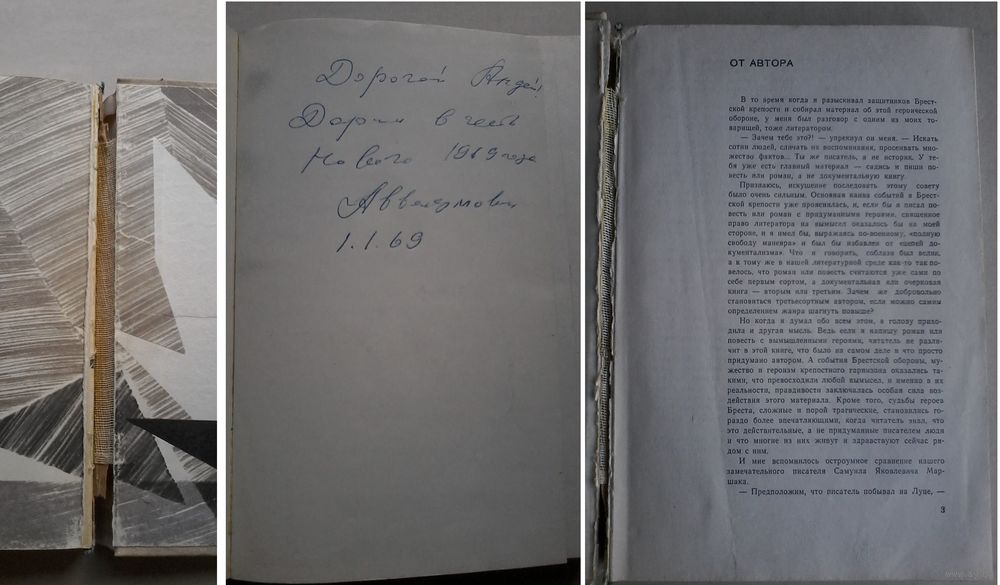 Дорогой
Дарим в честь
Нового 1969 года
1.1.69
ОТ АВТОРА
В то время когда я разыскивал защитников Брест-
ской крепости и собирал материал об этой героической
обороне, у меня был разговор с одним из моих то-
варищей, тоже литератором.
— Зачем тебе это?! — упрекнул он меня. — Искать
сотни людей, сличать их воспоминания, просеивать мно-
жество фактов... Ты же писатель, а не историк. У те-
бя уже есть главный материал — садись и пиши по-
весть или роман, а не документальную книгу.
Признаюсь, искушение последовать этому совету
было очень сильным. Основная канва событий в Брест-
ской крепости уже прояснилась, и, если бы я писал по-
весть или роман с придуманными героями, священное
право литератора на вымысел оказалось бы на моей
стороне, и я имел бы, выражаясь по-военному, «полную
свободу маневра» и был бы избавлен от «цепей до-
кументализма» Что и говорить, соблазн был велик,
а к тому же в нашей литературной среде как-то так по-
велось, что роман или повесть считаются уже сами по
себе первым сортом, а документальная или очерковая
книга — вторым или третьим. Зачем же добровольно
становиться третьесортным автором, если можно самим
определением жанра шагнуть повыше?
Но когда я думал обо всем этом, в голову прихо-
дила и другая мысль. Ведь если я напишу роман или
повесть с вымышленными героями, читатель не разли-
чит в этой книге, что было на самом деле и что просто
придумано автором. А события Брестской обороны, му-
жество и героизм крепостного гарнизона оказались та-
кими, что превосходили любой вымысел, и именно в их
реальности, правдивости заключалась особая сила воз-
действия этого материала. Кроме того, судьбы героев
Бреста, сложные и порой трагические, становились го-
раздо более впечатляющими, когда читатель знал, что
это действительные, а не придуманные писателем люди
и что многие из них живут и здравствуют сейчас ря-
дом с ним.
И мне вспомнилось остроумное сравнение нашего
замечательного писателя Самуила Яковлевича Мар-
шака.
— Предположим, что писатель побывал на Луне, —
3